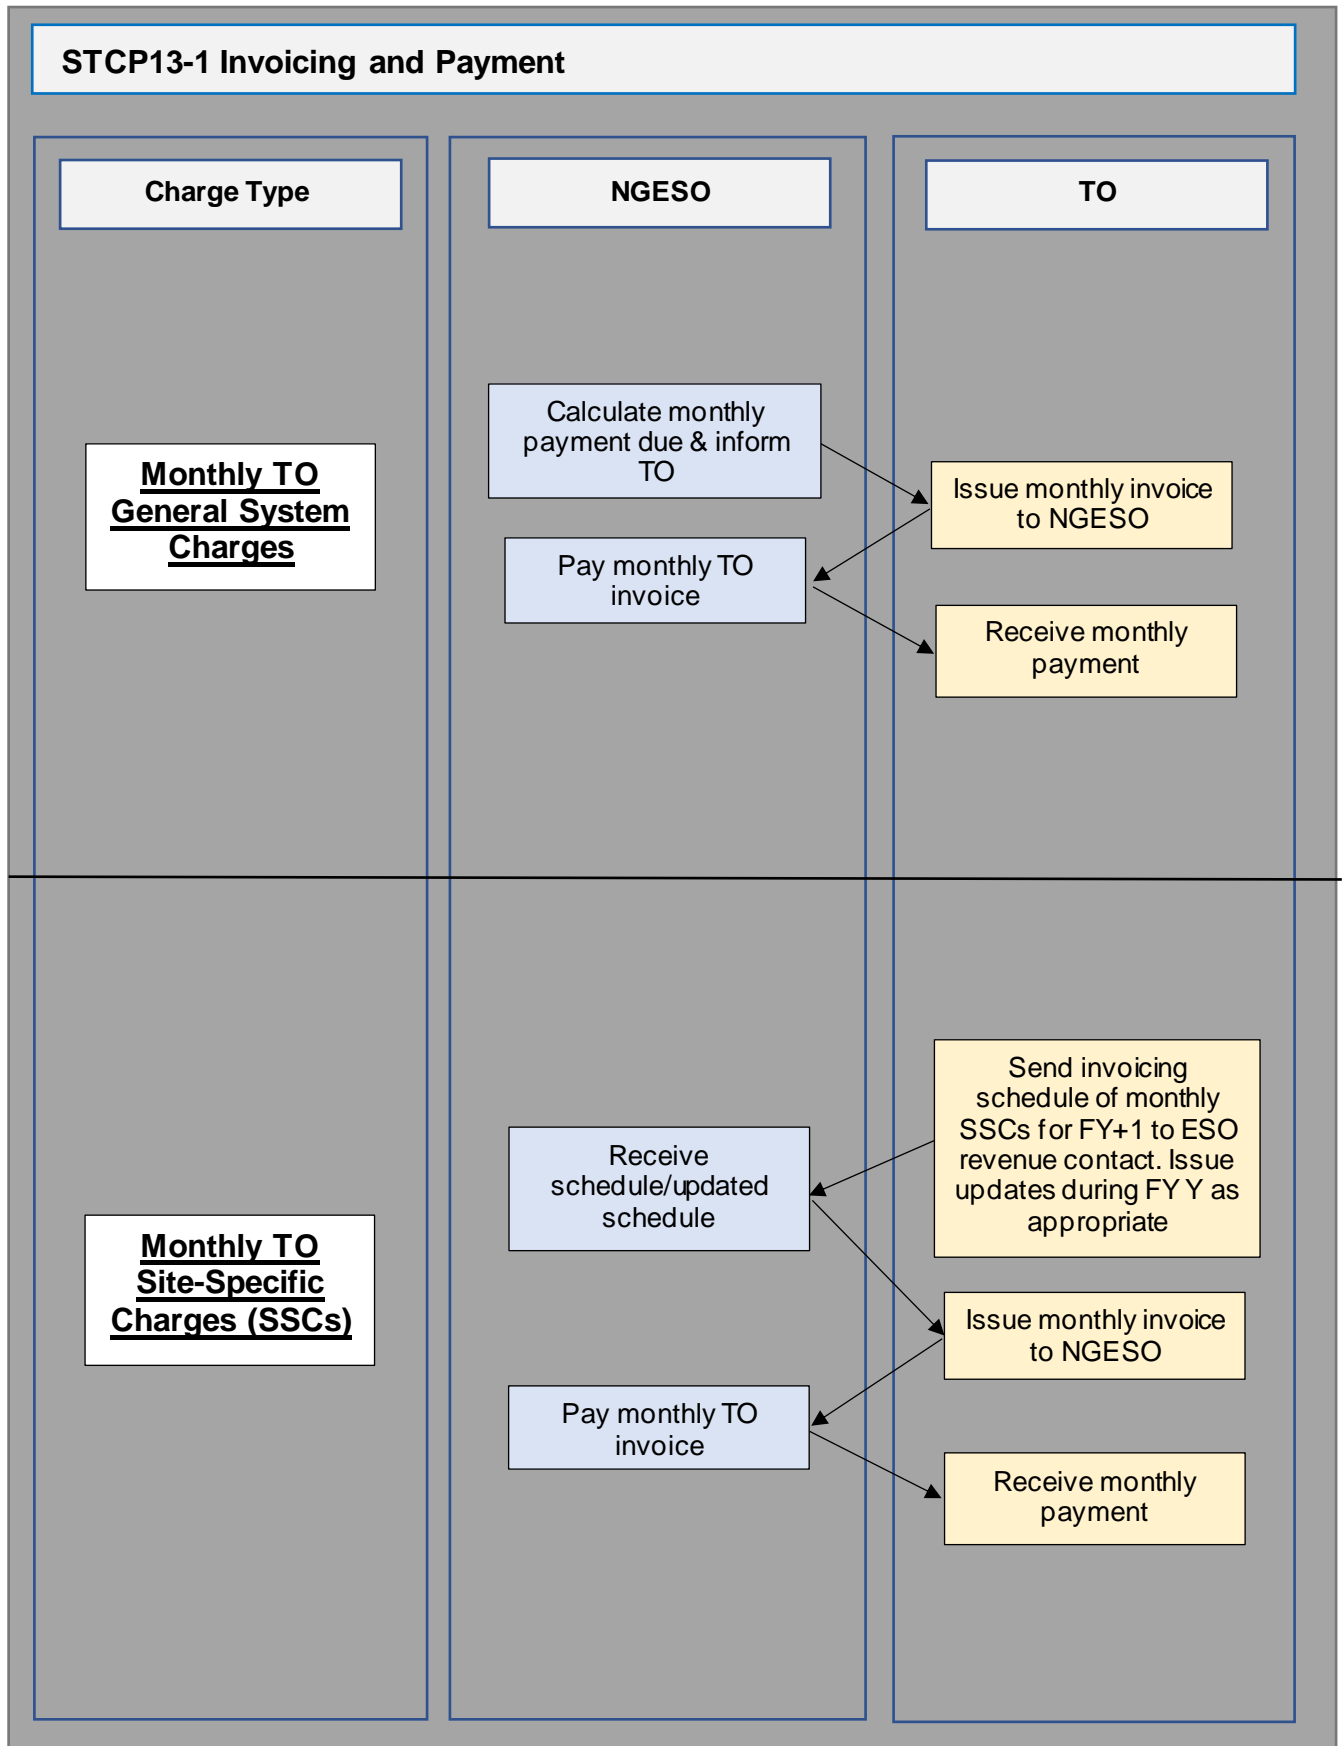 STCP13-1 Invoicing and Payment
Charge Type
NGESO
TO
Monthly TO
General System
Charges
Calculate monthly
payment due & inform
TO
Issue monthly invoice
to NGESO
Pay monthly TO
invoice
Receive monthly
payment
Monthly TO
Site-Specific
Charges (SSCs)
Send invoicing
schedule of monthly
SSCs for FY+1 to ESO
revenue contact. Issue
updates during FY Y as
appropriate
Receive
schedule/updated
schedule
Issue monthly invoice
to NGESO
Pay monthly TO
invoice
Receive monthly
payment